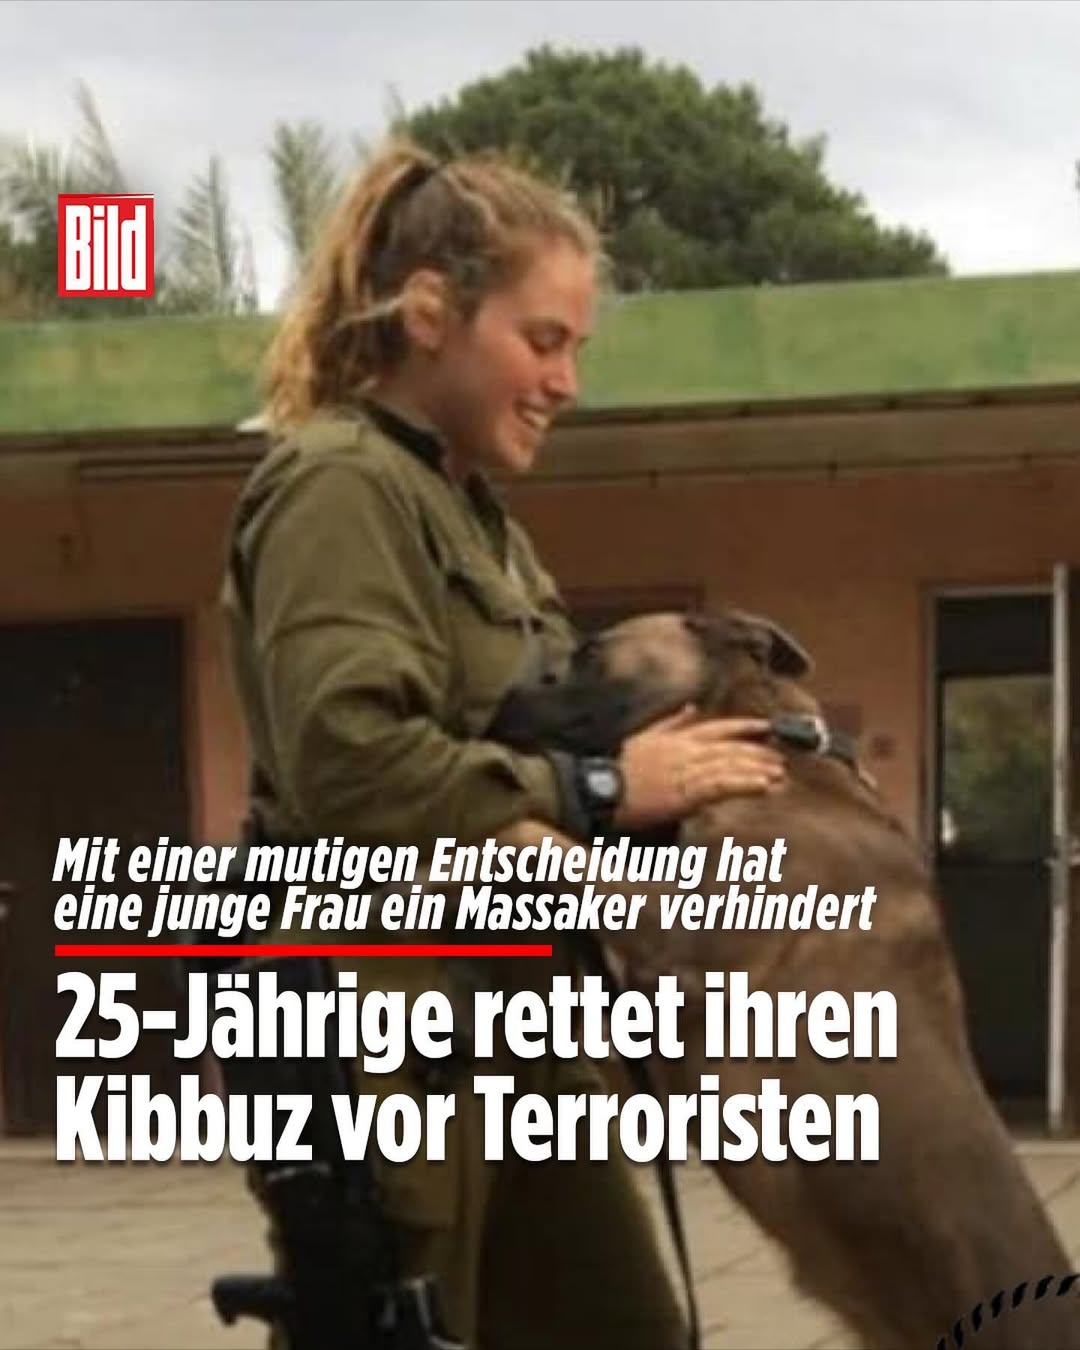 Bild
Mit einer mutigen Entscheidung hat
eine junge Frau ein Massaker verhindert
25-Jährige rettet ihren
Kibbuz vor Terroristen